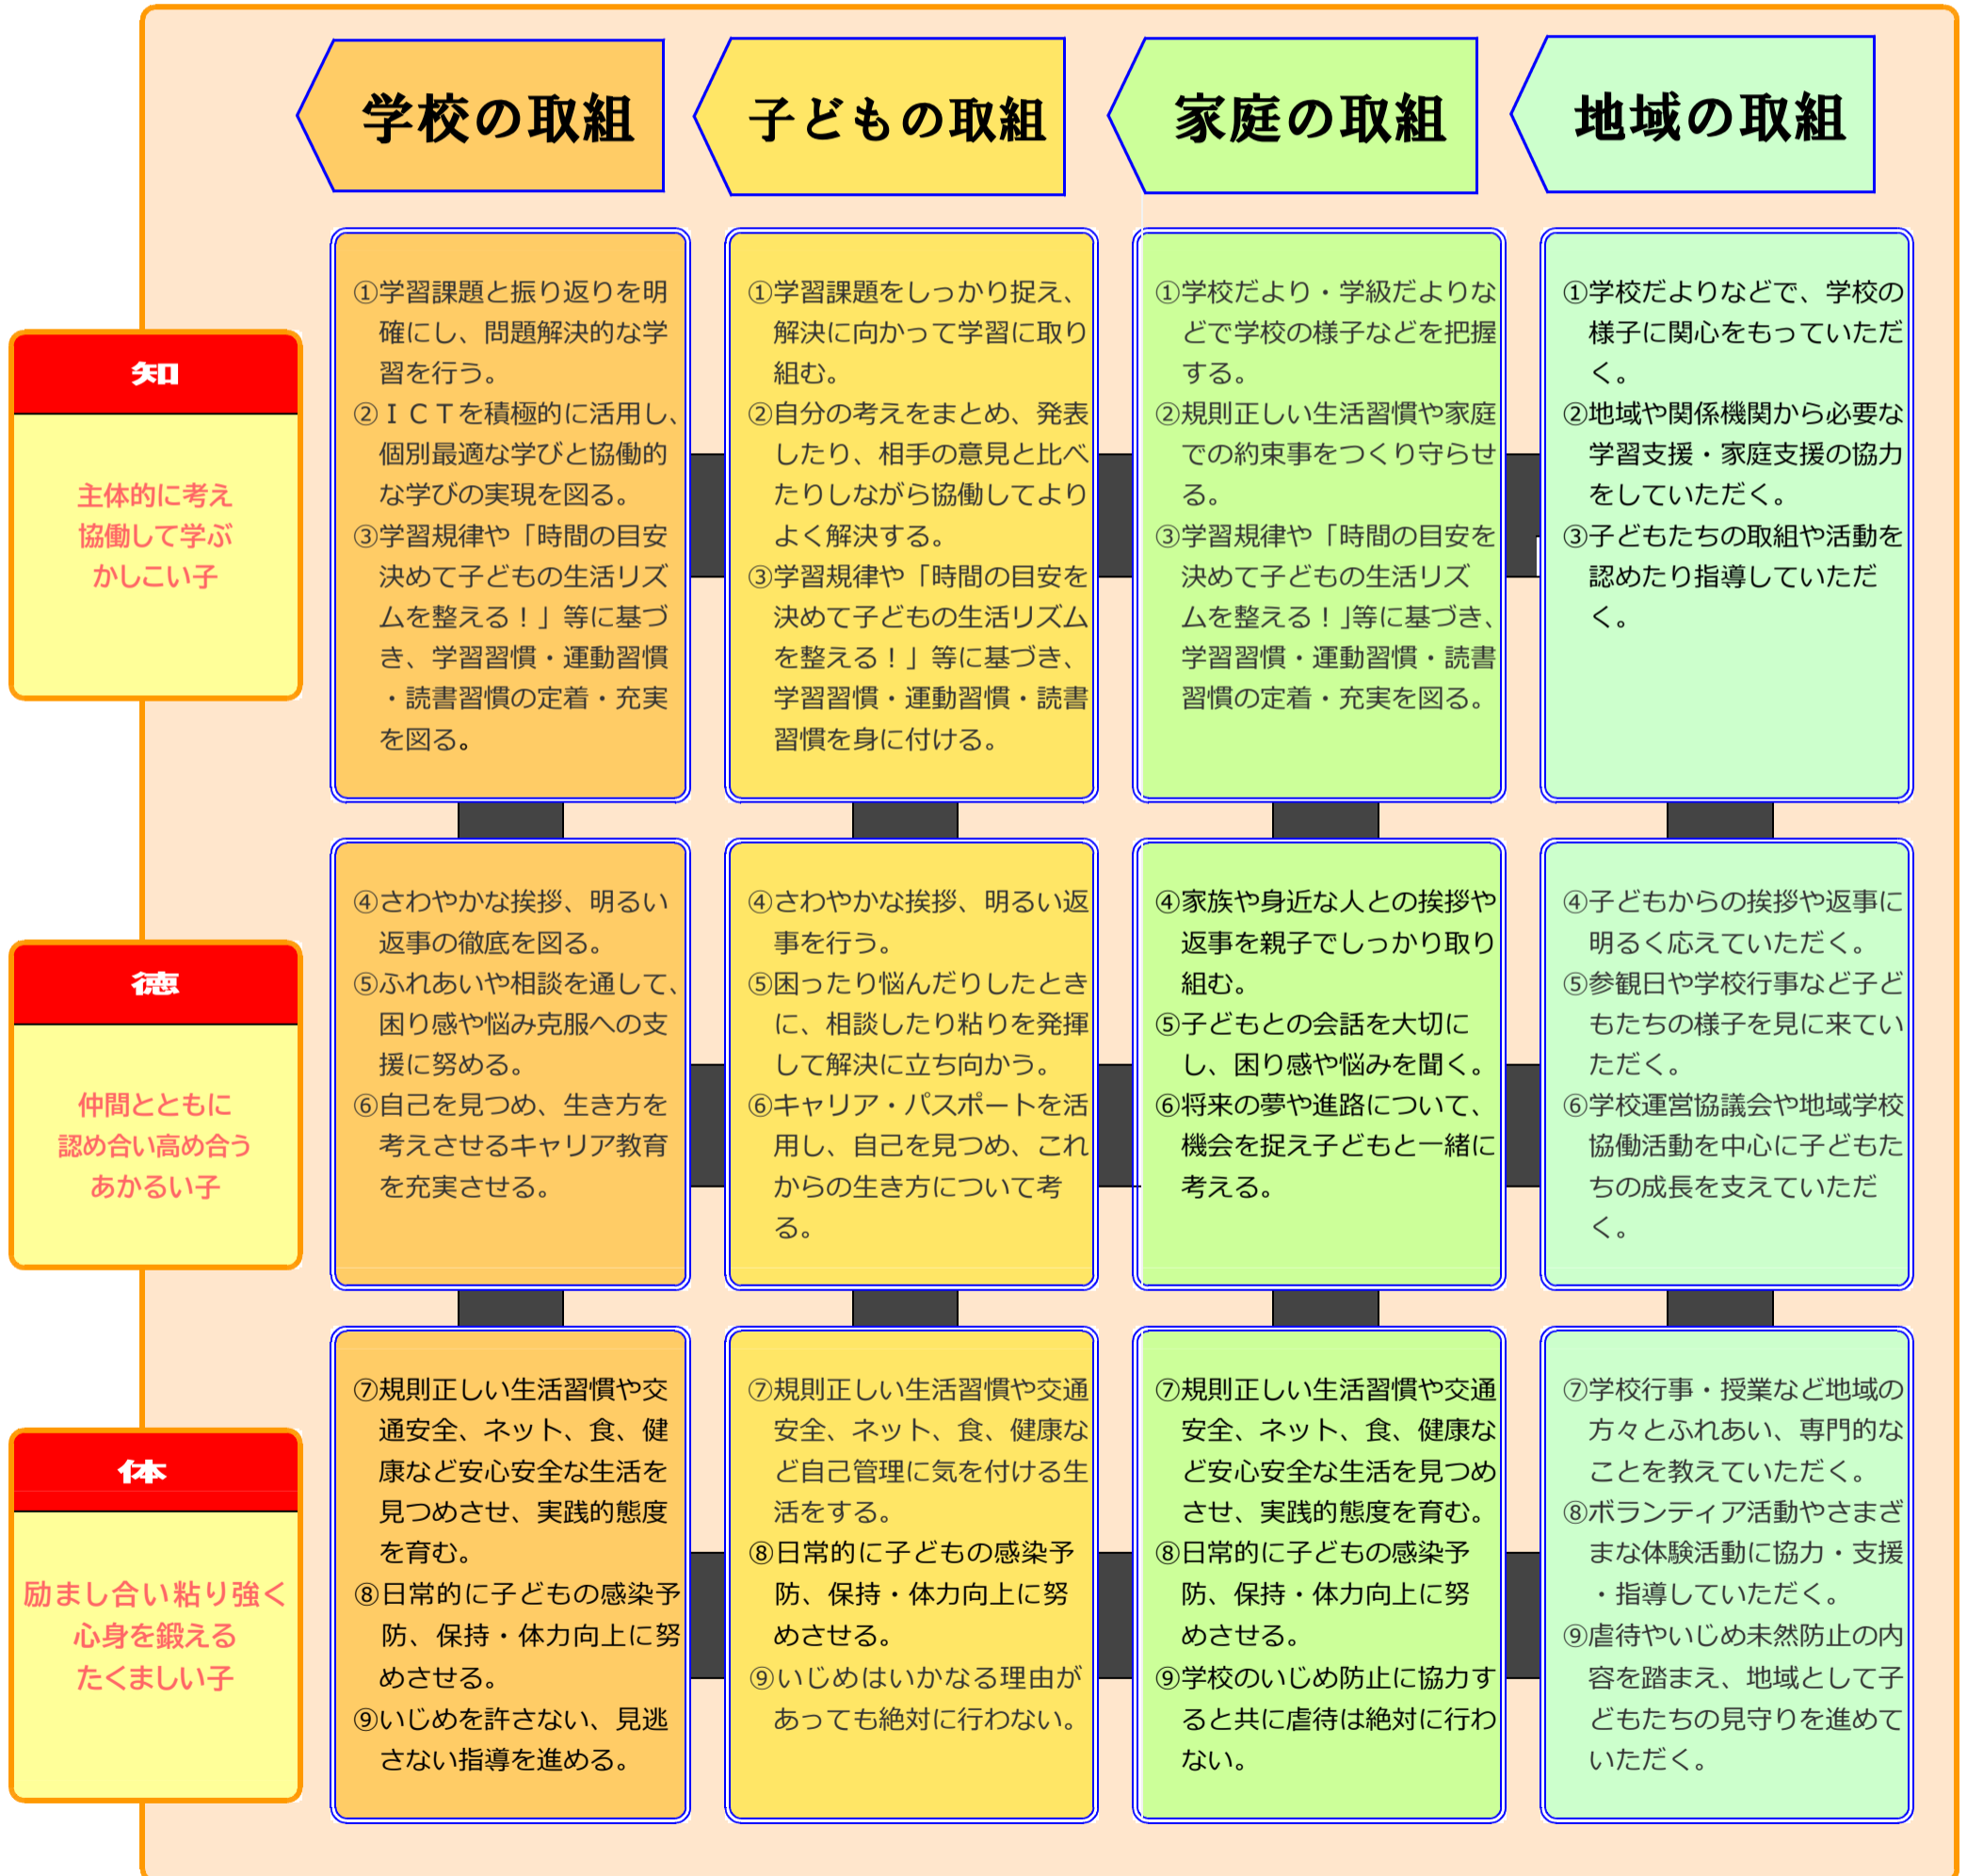 学校の取組
子どもの取組
家庭の取組
地域の取組
知
主体的に考え
協働して学ぶ
かしこい子
①学習課題と振り返りを明
確にし、問題解決的な学
習を行う。
②ＩＣＴを積極的に活用し、
個別最適な学びと協働的
な学びの実現を図る。
③学習規律や「時間の目安
決めて子どもの生活リズ
ムを整える！」等に基づ
き、学習習慣・運動習慣
・読書習慣の定着・充実
を図る。
①学習課題をしっかり捉え、
解決に向かって学習に取り
組む。
②自分の考えをまとめ、発表
したり、相手の意見と比べ
たりしながら協働してより
よく解決する。
③学習規律や「時間の目安を
決めて子どもの生活リズム
を整える！」等に基づき、
学習習慣・運動習慣・読書
習慣を身に付ける。
①学校だより・学級だよりな
どで学校の様子などを把握
する。
②規則正しい生活習慣や家庭
での約束事をつくり守らせ
る。
③学習規律や「時間の目安を
決めて子どもの生活リズ
ムを整える！」等に基づき、
学習習慣・運動習慣・読書
習慣の定着・充実を図る。
①学校だよりなどで、学校の
様子に関心をもっていただ
く。
②地域や関係機関から必要な
学習支援・家庭支援の協力
をしていただく。
③子どもたちの取組や活動を
認めたり指導していただ
く。
徳
仲間とともに
認め合い高め合う
あかるい子
④さわやかな挨拶、明るい
返事の徹底を図る。
⑤ふれあいや相談を通して、
困り感や悩み克服への支
援に努める。
⑥自己を見つめ、生き方を
考えさせるキャリア教育
を充実させる。
④さわやかな挨拶、明るい返
事を行う。
⑤困ったり悩んだりしたとき
に、相談したり粘りを発揮
して解決に立ち向かう。
⑥キャリア・パスポートを活
用し、自己を見つめ、これ
からの生き方について考
る。
④家族や身近な人との挨拶や
返事を親子でしっかり取り
組む。
⑤子どもとの会話を大切に
し、困り感や悩みを聞く。
⑥将来の夢や進路について、
機会を捉え子どもと一緒に
考える。
④子どもからの挨拶や返事に
明るく応えていただく。
⑤参観日や学校行事など子ど
もたちの様子を見に来てい
ただく。
⑥学校運営協議会や地域学校
協働活動を中心に子どもた
ちの成長を支えていただ
く。
体
励まし合い粘り強く
心身を鍛える
たくましい子
⑦規則正しい生活習慣や交
通安全、ネット、食、健
康など安心安全な生活を
見つめさせ、実践的態度
を育む。
⑧日常的に子どもの感染予
防、保持・体力向上に努
めさせる。
⑨いじめを許さない、見逃
さない指導を進める。
⑦規則正しい生活習慣や交通
安全、ネット、食、健康な
ど自己管理に気を付ける生
活をする。
⑧日常的に子どもの感染予
防、保持・体力向上に努
めさせる。
⑨いじめはいかなる理由が
あっても絶対に行わない。
⑦規則正しい生活習慣や交通
安全、ネット、食、健康な
ど安心安全な生活を見つめ
させ、実践的態度を育む。
⑧日常的に子どもの感染予
防、保持・体力向上に努
めさせる。
⑨学校のいじめ防止に協力す
ると共に虐待は絶対に行わ
ない。
⑦学校行事・授業など地域の
方々とふれあい、専門的な
ことを教えていただく。
⑧ボランティア活動やさまざ
まな体験活動に協力・支援
・指導していただく。
⑨虐待やいじめ未然防止の内
容を踏まえ、地域として子
どもたちの見守りを進めて
いただく。